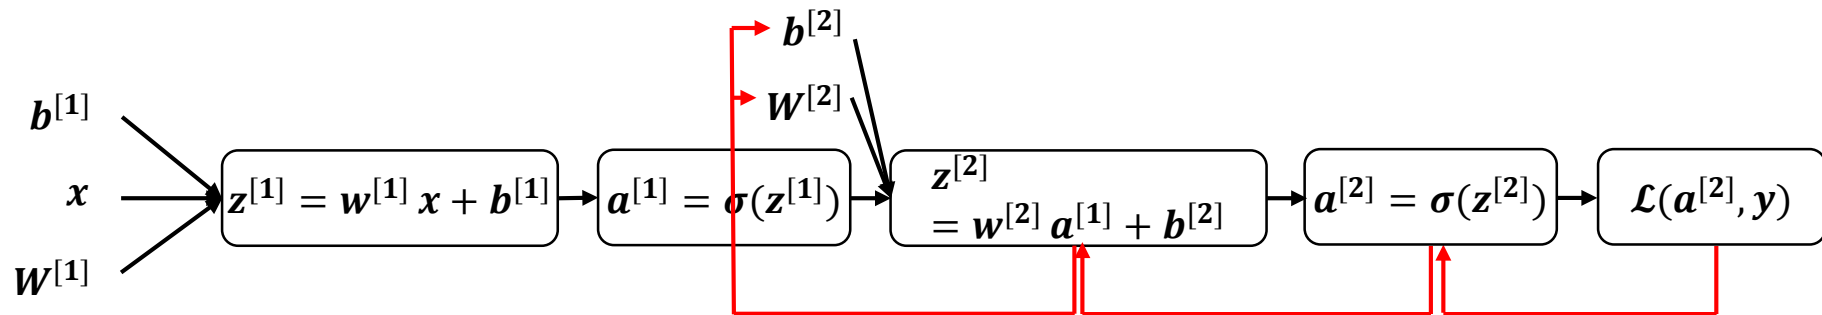 b^[2]
W^[2]
b^[1]
x
W^[1]
z^[1] = w^[1] x + b^[1]
a^[1] = σ(z^[1])
z^[2]
= w^[2] a^[1] + b^[2]
a^[2] = σ(z^[2])
ℒ(a^[2], y)